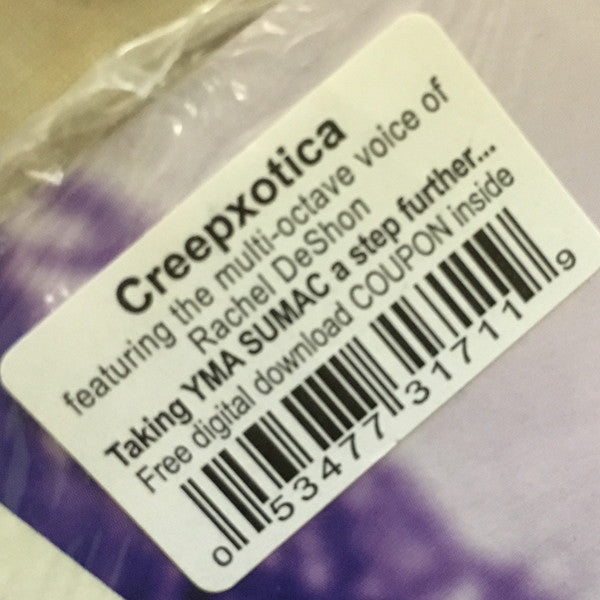 Creepxotica
featuring the multi-octave voice of
Rachel DeShon
Taking YMA SUMAC a step further...
Free digital download COUPON inside
0 53477 31711 9